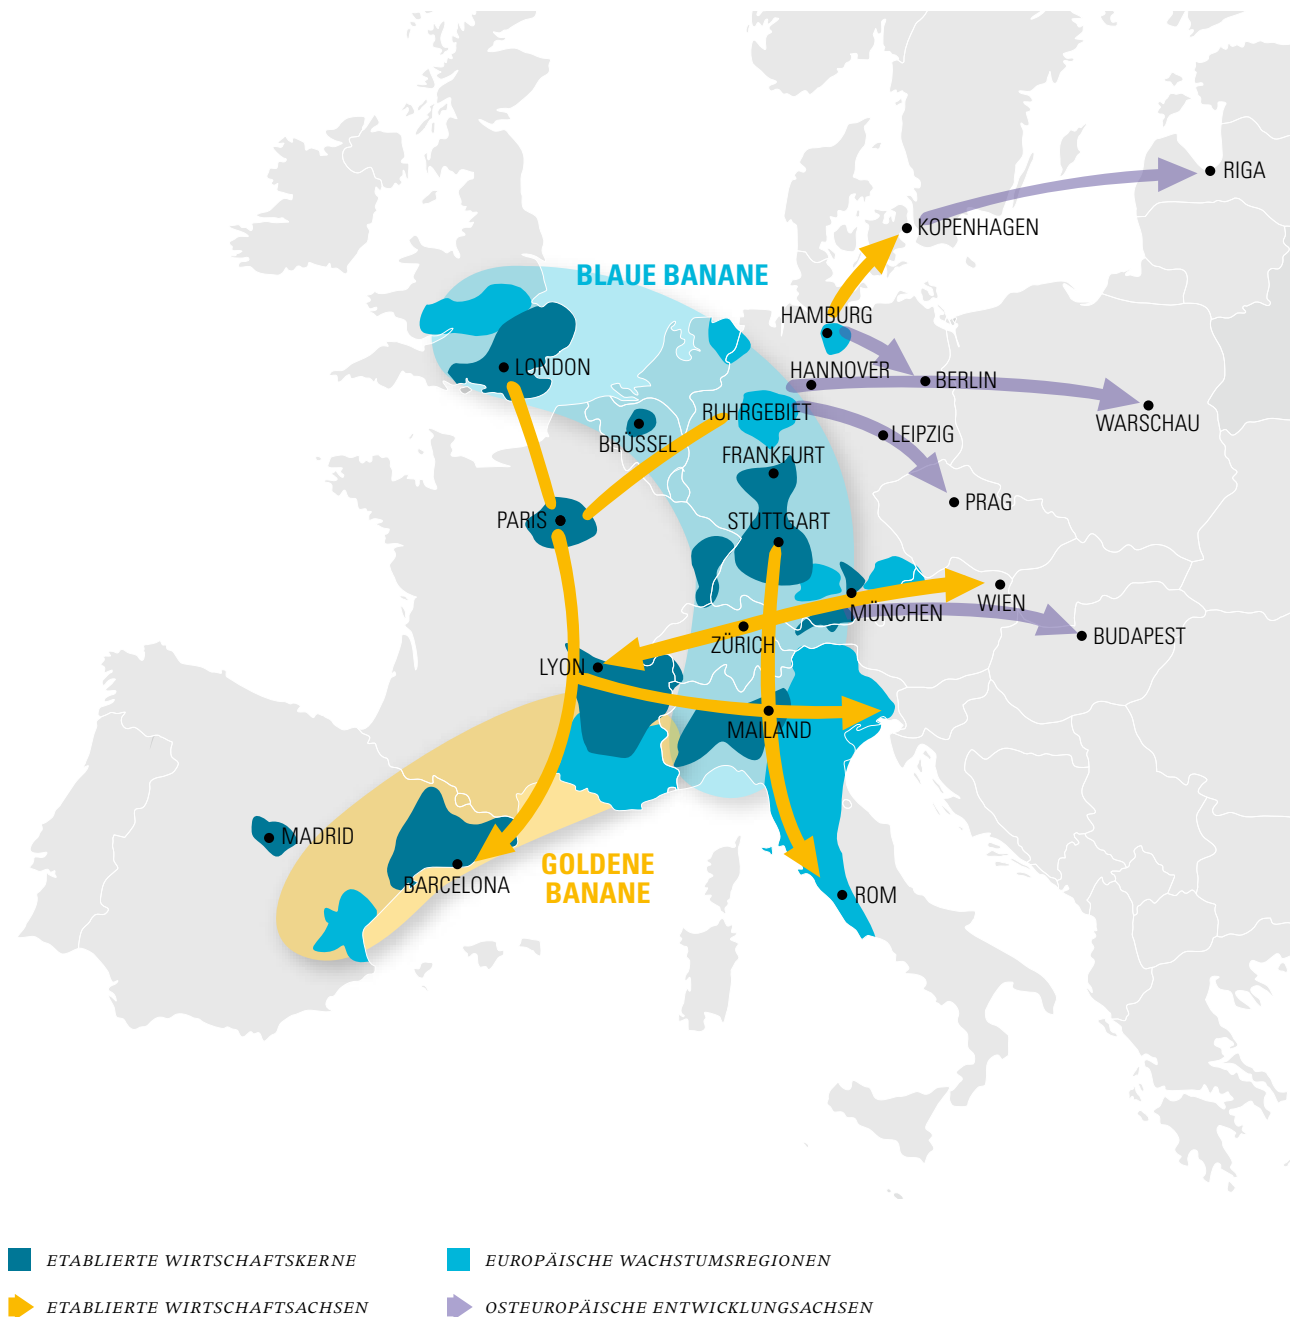 RIGA
KOPENHAGEN
BLAUE BANANE
HAMBURG
LONDON
HANNOVER
BERLIN
RUHRGEBIET
WARSCHAU
BRÜSSEL
LEIPZIG
FRANKFURT
PRAG
PARIS
STUTTGART
WIEN
MÜNCHEN
BUDAPEST
ZÜRICH
LYON
MAILAND
MADRID
GOLDENE
BANANE
BARCELONA
ROM
ETABLIERTE WIRTSCHAFTSKERNE
EUROPÄISCHE WACHSTUMSREGIONEN
ETABLIERTE WIRTSCHAFTSACHSEN
OSTEUROPÄISCHE ENTWICKLUNGSACHSEN